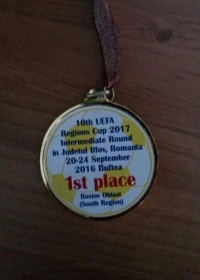 10th UEFA
Regions Cup 2017
Intermediate Round
in Judetul Ilfov, Romania
20-24 September
2016 Buftea
1st place
Rostov Oblast
(South Region)